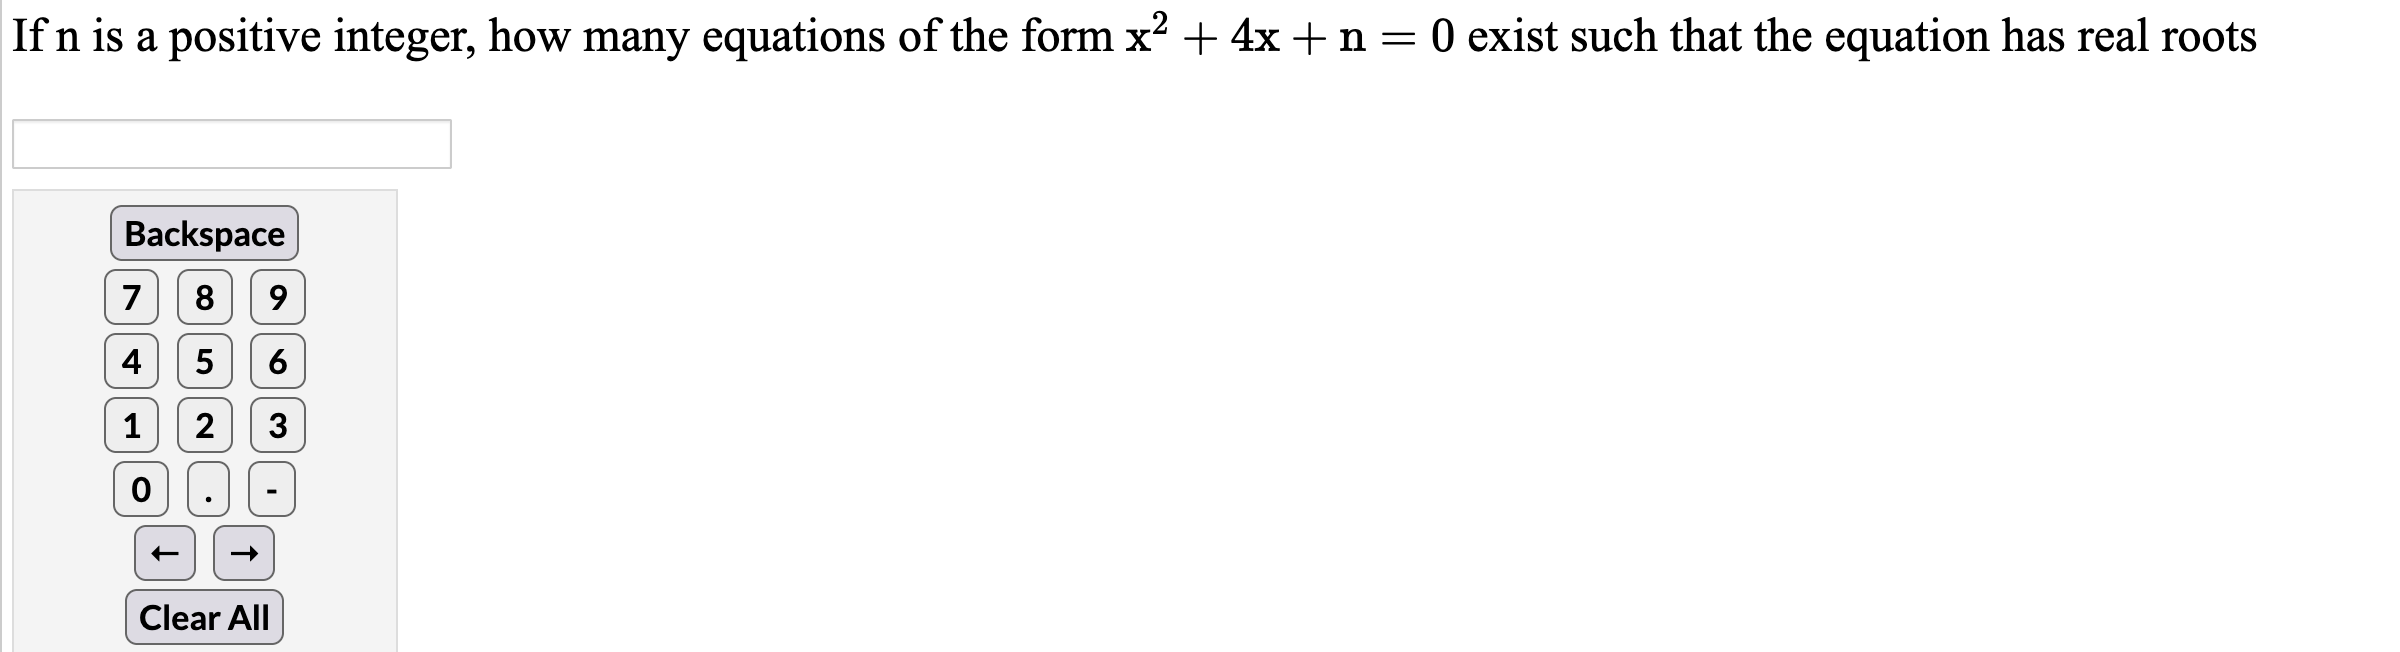 If n is a positive integer, how many equations of the form x² + 4x + n = 0 exist such that the equation has real roots
Backspace
7 8 9
4 5 6
1 2 3
0 . -
← →
Clear All